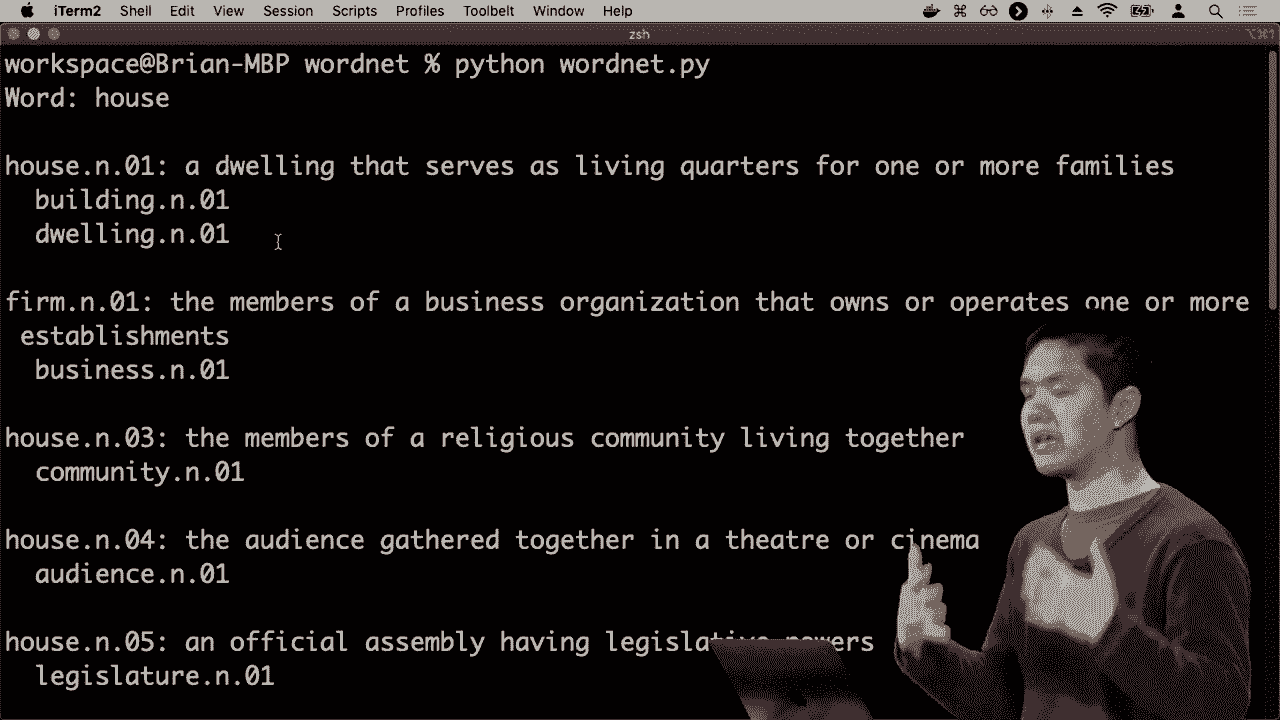 iTerm2 Shell Edit View Session Scripts Profiles Toolbelt Window Help
zsh
workspace@Brian-MBP wordnet % python wordnet.py
Word: house
house.n.01: a dwelling that serves as living quarters for one or more families
building.n.01
dwelling.n.01
firm.n.01: the members of a business organization that owns or operates one or more
establishments
business.n.01
house.n.03: the members of a religious community living together
community.n.01
house.n.04: the audience gathered together in a theatre or cinema
audience.n.01
house.n.05: an official assembly having legislative powers
legislature.n.01